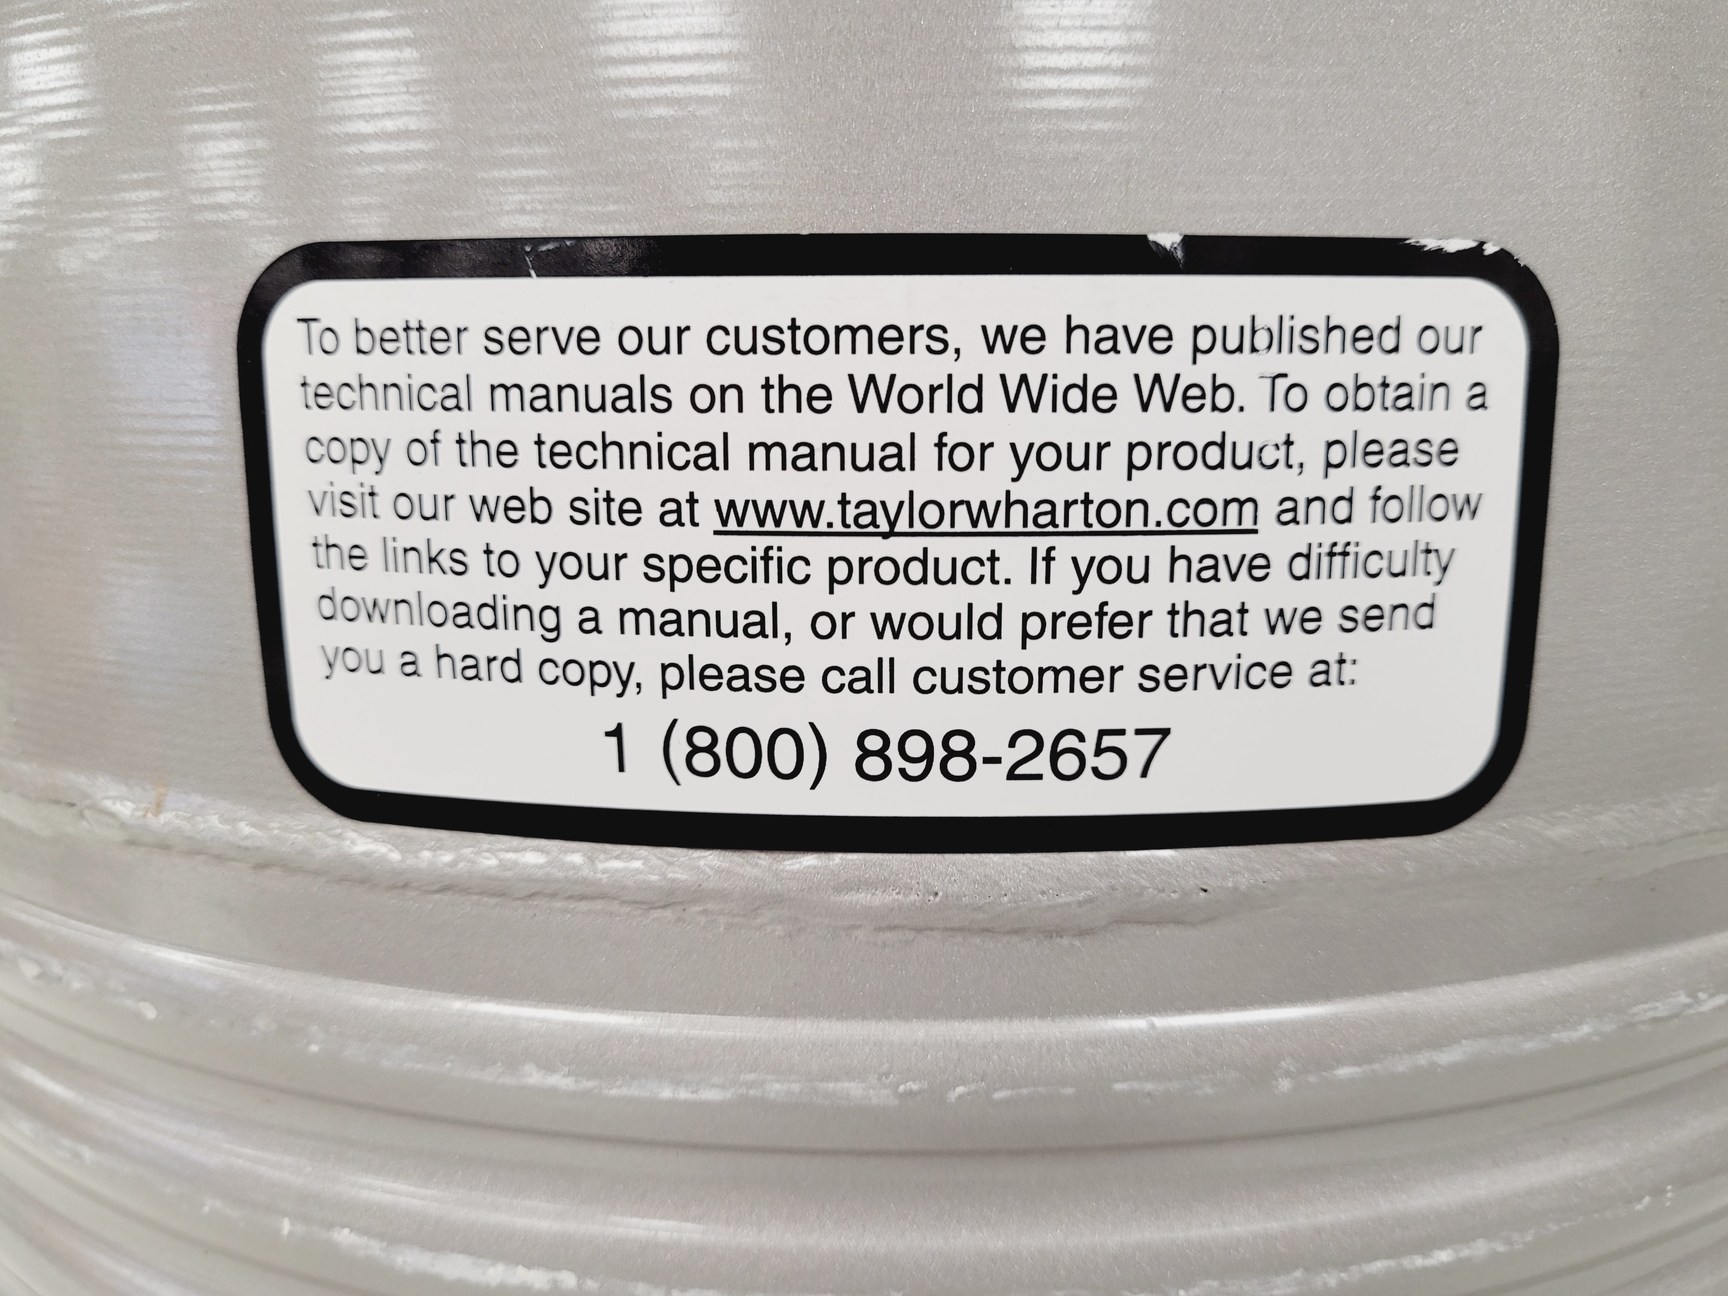 To better serve our customers, we have published our
technical manuals on the World Wide Web. To obtain a
copy of the technical manual for your product, please
visit our web site at www.taylorwharton.com and follow
the links to your specific product. If you have difficulty
downloading a manual, or would prefer that we send
you a hard copy, please call customer service at:
1 (800) 898-2657